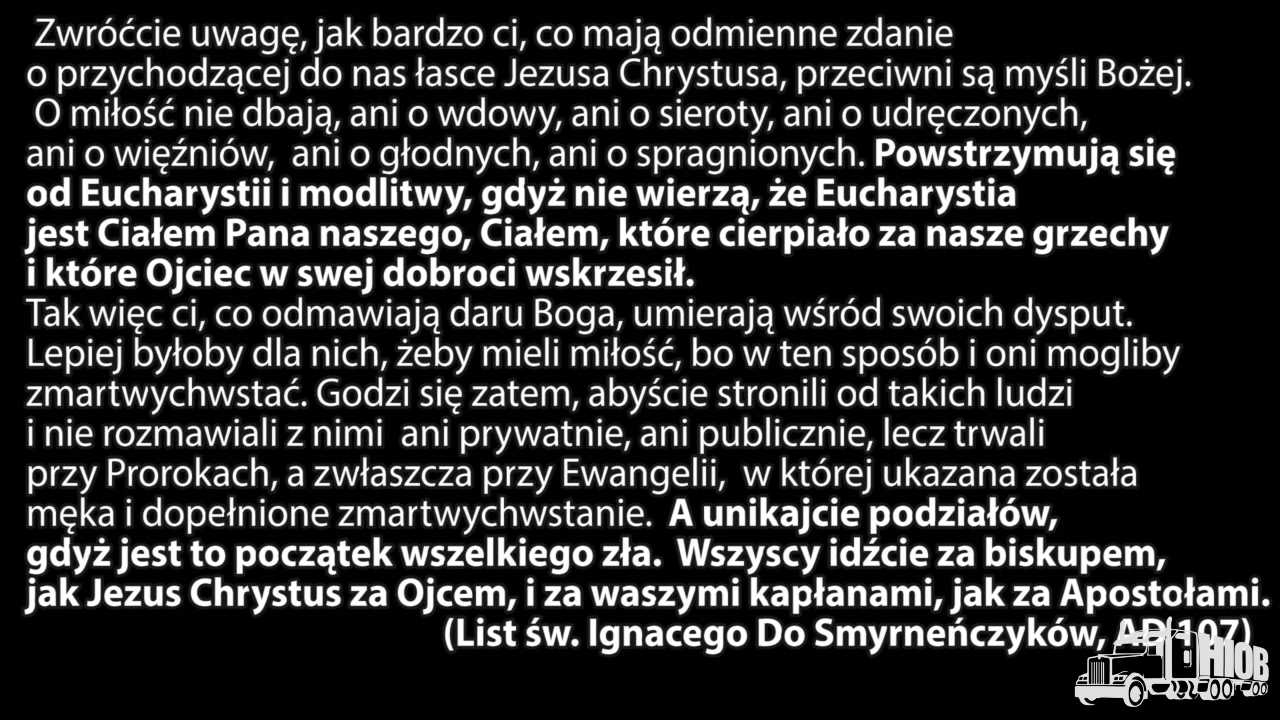 Zwróćcie uwagę, jak bardzo ci, co mają odmienne zdanie
o przychodzącej do nas łasce Jezusa Chrystusa, przeciwni są myśli Bożej.
O miłość nie dbają, ani o wdowy, ani o sieroty, ani o udręczonych,
ani o więźniów, ani o głodnych, ani o spragnionych. Powstrzymują się
od Eucharystii i modlitwy, gdyż nie wierzą, że Eucharystia
jest Ciałem Pana naszego, Ciałem, które cierpiało za nasze grzechy
i które Ojciec w swej dobroci wskrzesił.
Tak więc ci, co odmawiają daru Boga, umierają wśród swoich dysput.
Lepiej byłoby dla nich, żeby mieli miłość, bo w ten sposób i oni mogliby
zmartwychwstać. Godzi się zatem, abyście stronili od takich ludzi
i nie rozmawiali z nimi ani prywatnie, ani publicznie, lecz trwali
przy Prorokach, a zwłaszcza przy Ewangelii, w której ukazana została
męka i dopełnione zmartwychwstanie. A unikajcie podziałów,
gdyż jest to początek wszelkiego zła. Wszyscy idźcie za biskupem,
jak Jezus Chrystus za Ojcem, i za waszymi kapłanami, jak za Apostołami.
(List św. Ignacego Do Smyrneńczyków, AD 107)
HIOB